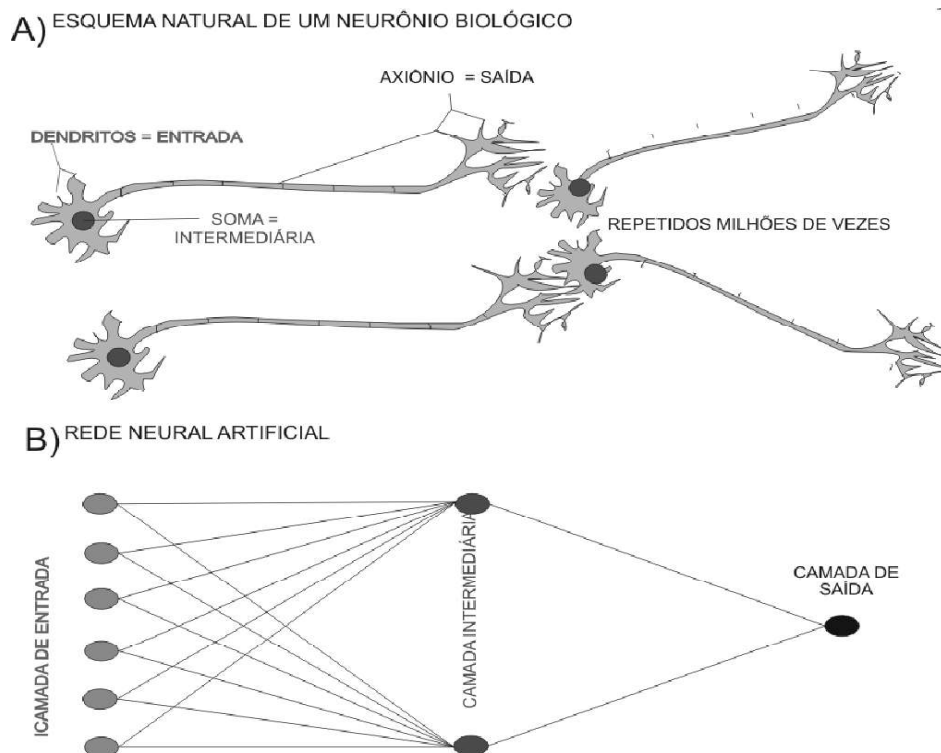 A) ESQUEMA NATURAL DE UM NEURÔNIO BIOLÓGICO
AXIÔNIO = SAÍDA
DENDRITOS = ENTRADA
SOMA =
INTERMEDIÁRIA
REPETIDOS MILHÕES DE VEZES
B) REDE NEURAL ARTIFICIAL
ICAMADA DE ENTRADA
CAMADA INTERMEDIÁRIA
CAMADA DE
SAÍDA